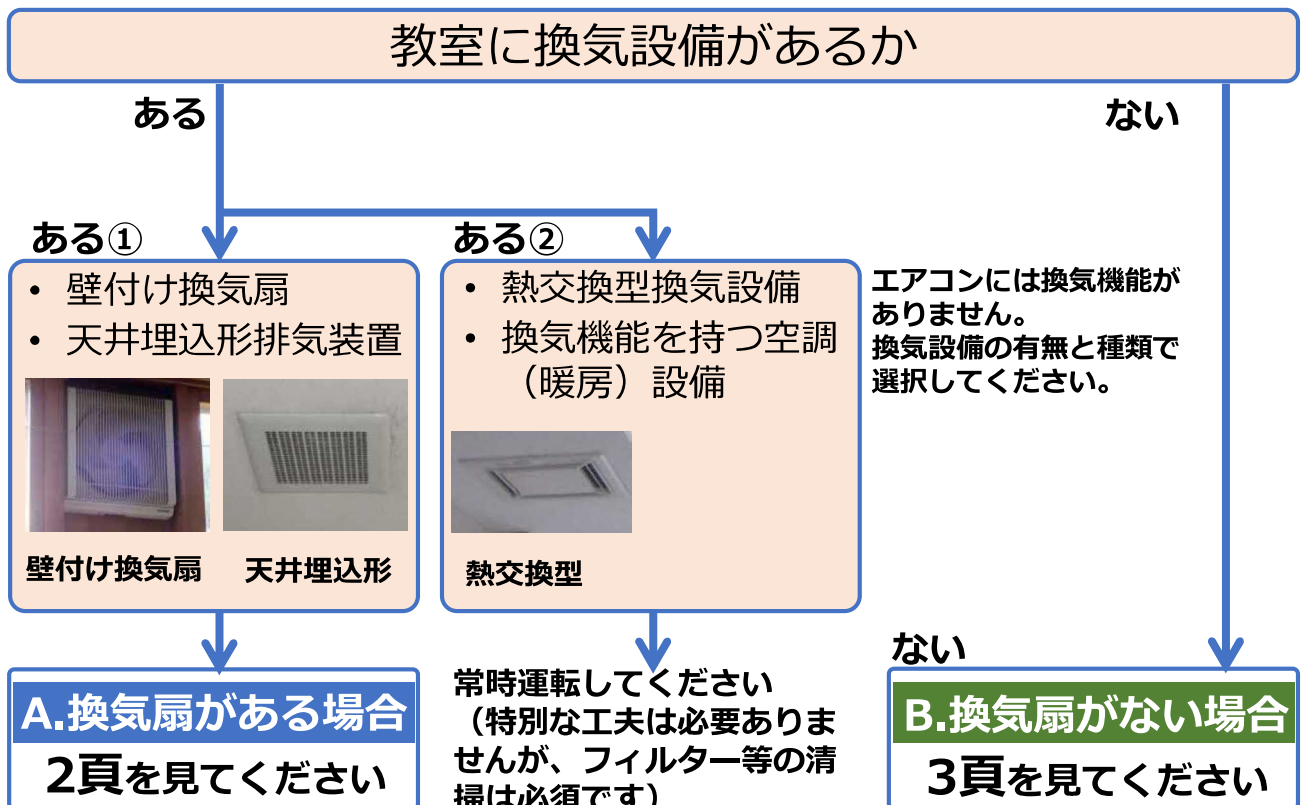 教室に換気設備があるか
ある
ない
ある①
• 壁付け換気扇
• 天井埋込形排気装置
壁付け換気扇
天井埋込形
ある②
• 熱交換型換気設備
• 換気機能を持つ空調
（暖房）設備
熱交換型
エアコンには換気機能が
ありません。
換気設備の有無と種類で
選択してください。
A.換気扇がある場合
2頁を見てください
常時運転してください
（特別な工夫は必要ありま
せんが、フィルター等の清
掃は必須です）
ない
B.換気扇がない場合
3頁を見てください